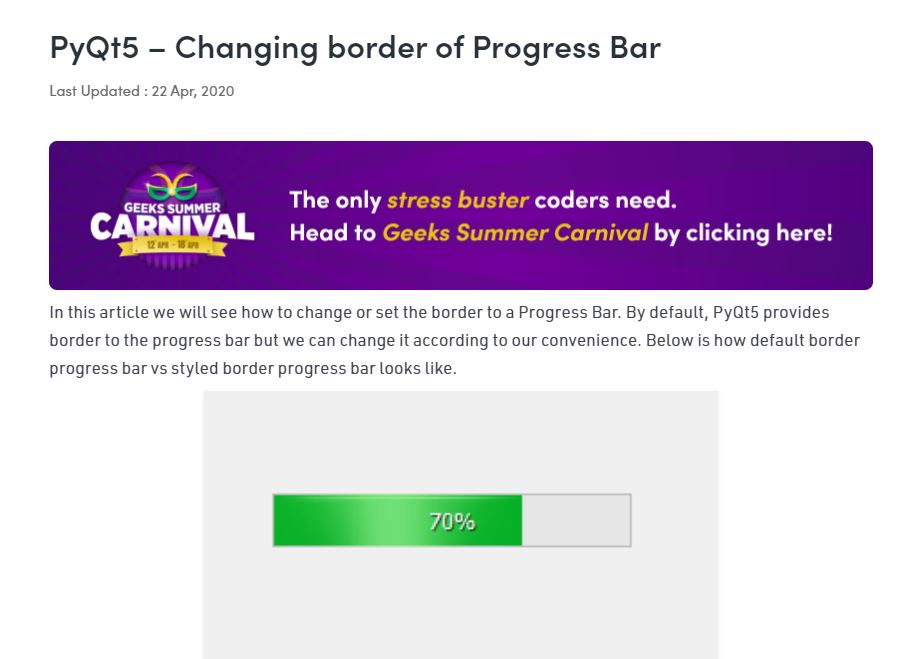 PyQt5 – Changing border of Progress Bar
Last Updated : 22 Apr, 2020
GEEKS SUMMER
CARNIVAL
12 APR - 18 APR
The only stress buster coders need.
Head to Geeks Summer Carnival by clicking here!
In this article we will see how to change or set the border to a Progress Bar. By default, PyQt5 provides
border to the progress bar but we can change it according to our convenience. Below is how default border
progress bar vs styled border progress bar looks like.
70%